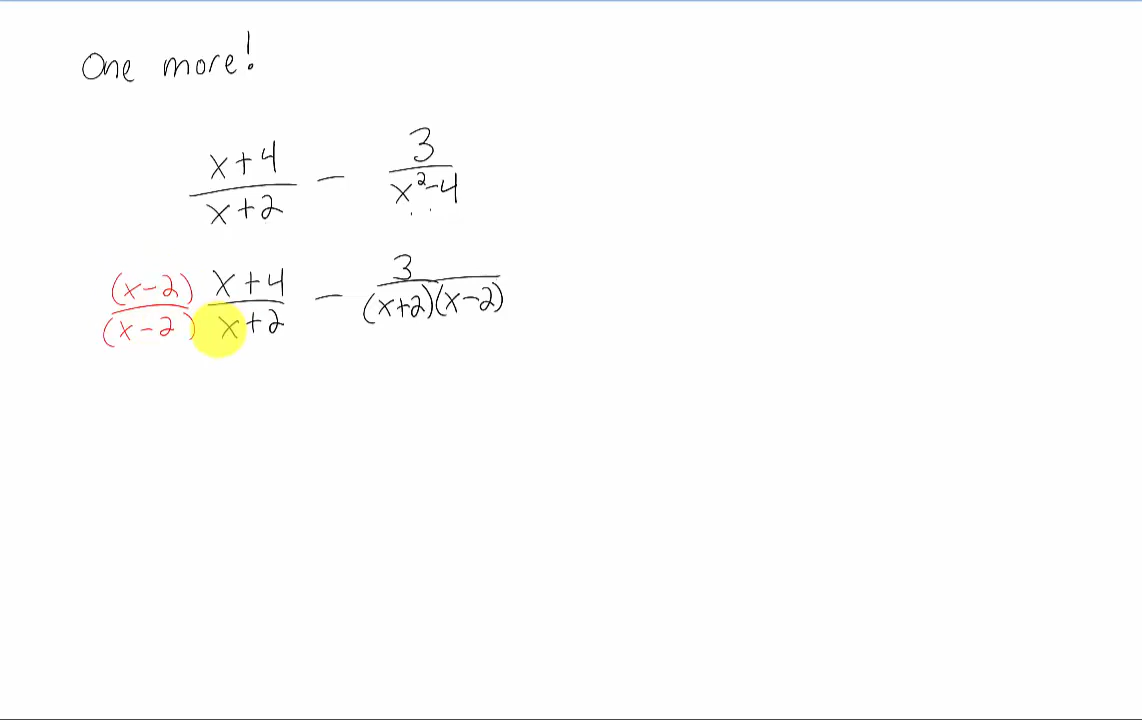 One more!
x+4/x+2 − 3/x²-4
(x-2)/(x-2) x+4/x+2 − 3/(x+2)(x-2)